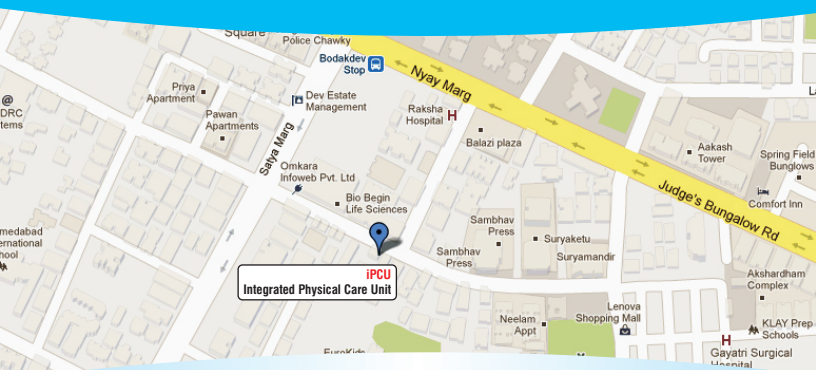 Square
Police Chawky
Bodakdev
Stop
Nyay Marg
Priya
Apartment
Dev Estate
Management
@
DRC
tems
Pawan
Apartments
Raksha
Hospital
H
Balazi plaza
Satya Marg
Aakash
Tower
Spring Field
Bunglows
Omkara
Infoweb Pvt. Ltd
Judge's Bungalow Rd
Comfort Inn
Bio Begin
Life Sciences
Sambhav
Press
Suryaketu
medabad
ernational
hool
Sambhav
Press
Suryamandir
iPCU
Integrated Physical Care Unit
Akshardham
Complex
Lenova
Shopping Mall
Neelam
Appt
KLAY Prep
Schools
H
Gayatri Surgical
Hospital
EuroKids